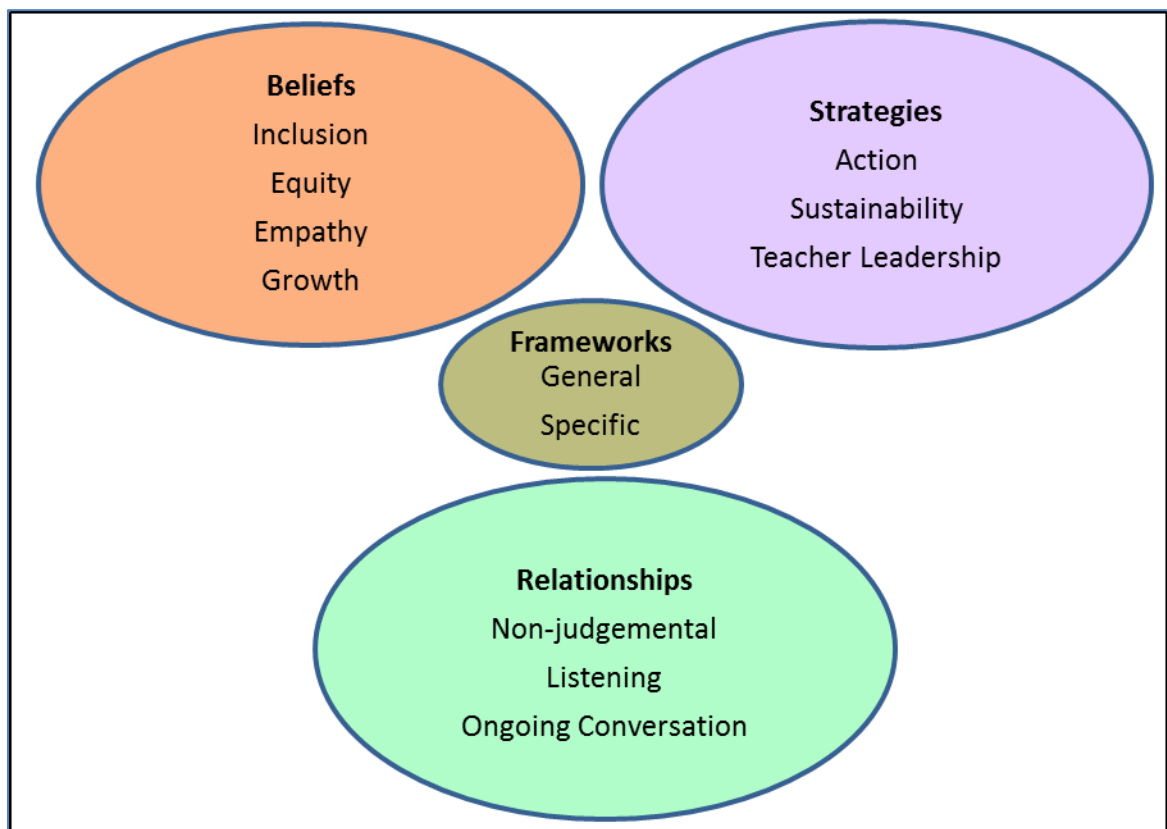 Beliefs
Inclusion
Equity
Empathy
Growth
Strategies
Action
Sustainability
Teacher Leadership
Frameworks
General
Specific
Relationships
Non-judgemental
Listening
Ongoing Conversation